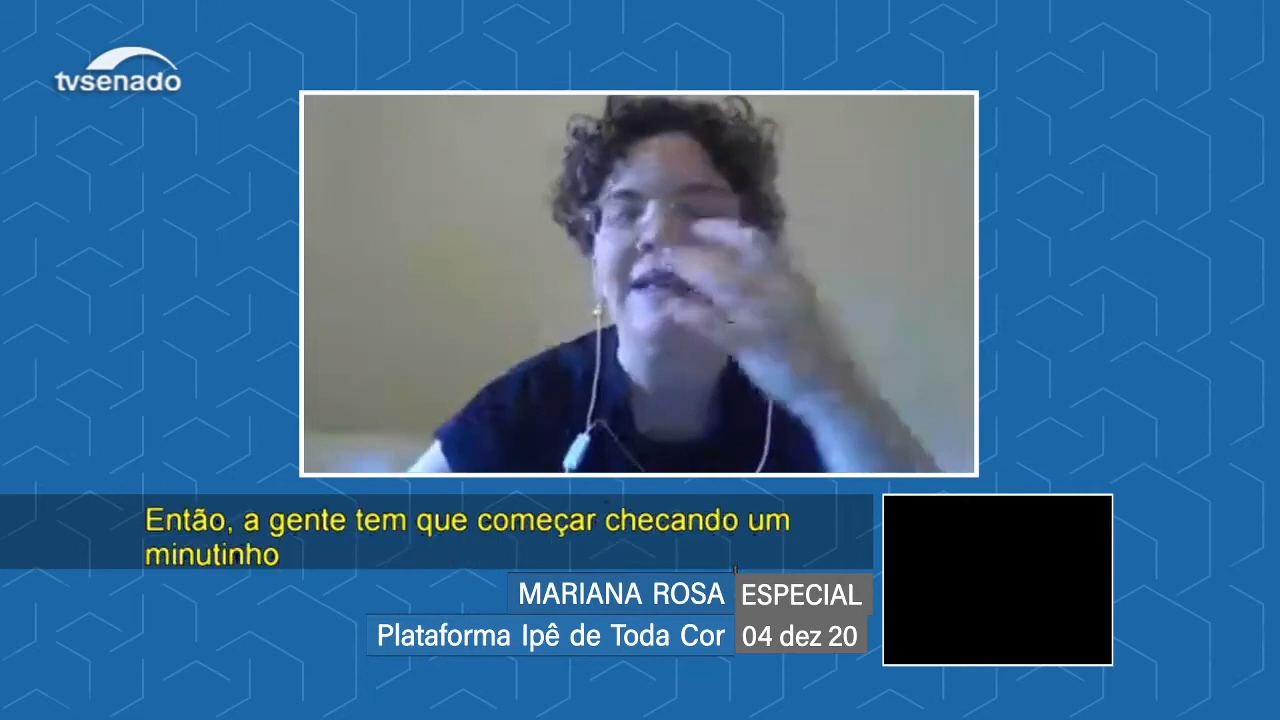 tvsenado
Então, a gente tem que começar checando um
minutinho
MARIANA ROSA ESPECIAL
Plataforma Ipê de Toda Cor 04 dez 20